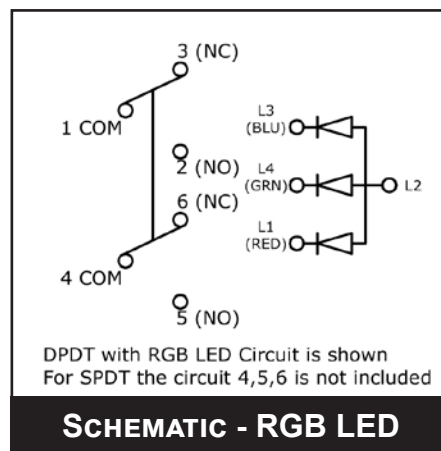 3 (NC)
1 COM
2 (NO)
6 (NC)
4 COM
5 (NO)
L3
(BLU)
L4
(GRN)
L2
L1
(RED)
DPDT with RGB LED Circuit is shown
For SPDT the circuit 4,5,6 is not included
SCHEMATIC - RGB LED